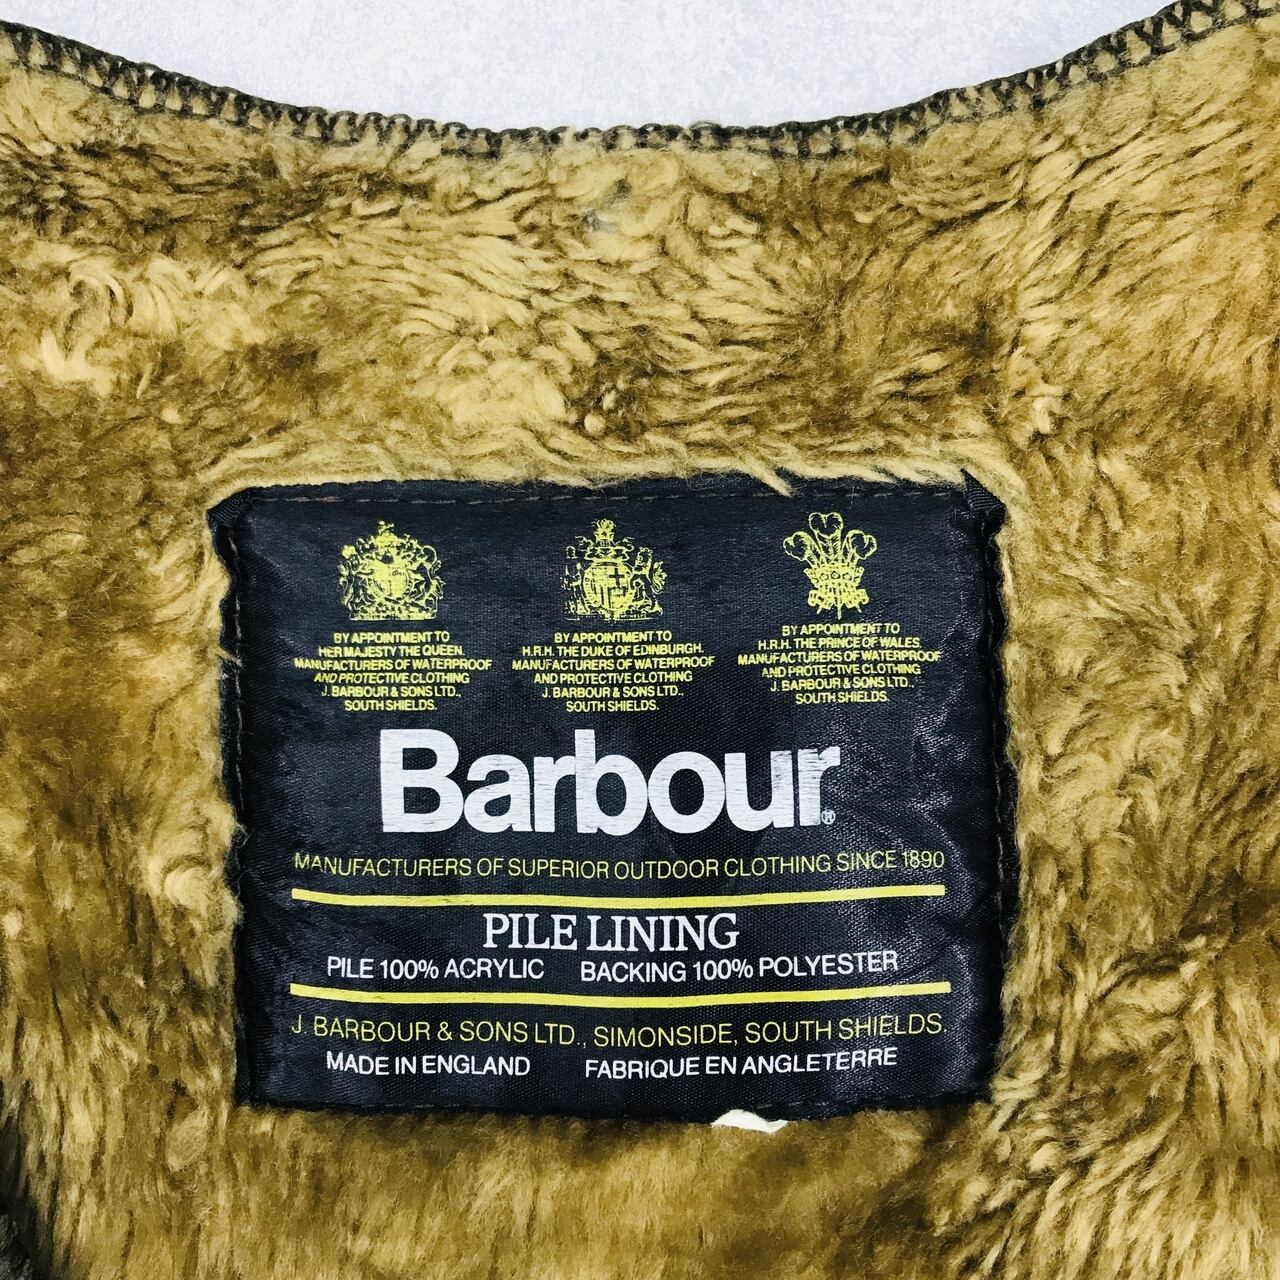 BY APPOINTMENT TO
HER MAJESTY THE QUEEN.
MANUFACTURERS OF WATERPROOF
AND PROTECTIVE CLOTHING
J. BARBOUR & SONS LTD.,
SOUTH SHIELDS.
BY APPOINTMENT TO
H.R.H. THE DUKE OF EDINBURGH.
MANUFACTURERS OF WATERPROOF
AND PROTECTIVE CLOTHING
J. BARBOUR & SONS LTD.,
SOUTH SHIELDS.
BY APPOINTMENT TO
H.R.H. THE PRINCE OF WALES.
MANUFACTURERS OF WATERPROOF
AND PROTECTIVE CLOTHING
J. BARBOUR & SONS LTD.,
SOUTH SHIELDS.
Barbour®
MANUFACTURERS OF SUPERIOR OUTDOOR CLOTHING SINCE 1890
PILE LINING
PILE 100% ACRYLIC BACKING 100% POLYESTER
J. BARBOUR & SONS LTD., SIMONSIDE, SOUTH SHIELDS.
MADE IN ENGLAND FABRIQUE EN ANGLETERRE